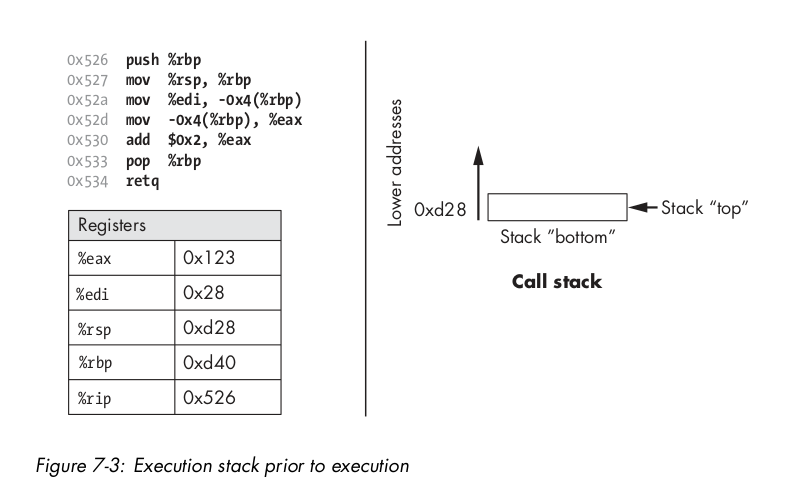 0x526 push %rbp
0x527 mov %rsp, %rbp
0x52a mov %edi, -0x4(%rbp)
0x52d mov -0x4(%rbp), %eax
0x530 add $0x2, %eax
0x533 pop %rbp
0x534 retq
Registers
%eax 0x123
%edi 0x28
%rsp 0xd28
%rbp 0xd40
%rip 0x526
Lower addresses
0xd28
Stack "top"
Stack "bottom"
Call stack
Figure 7-3: Execution stack prior to execution